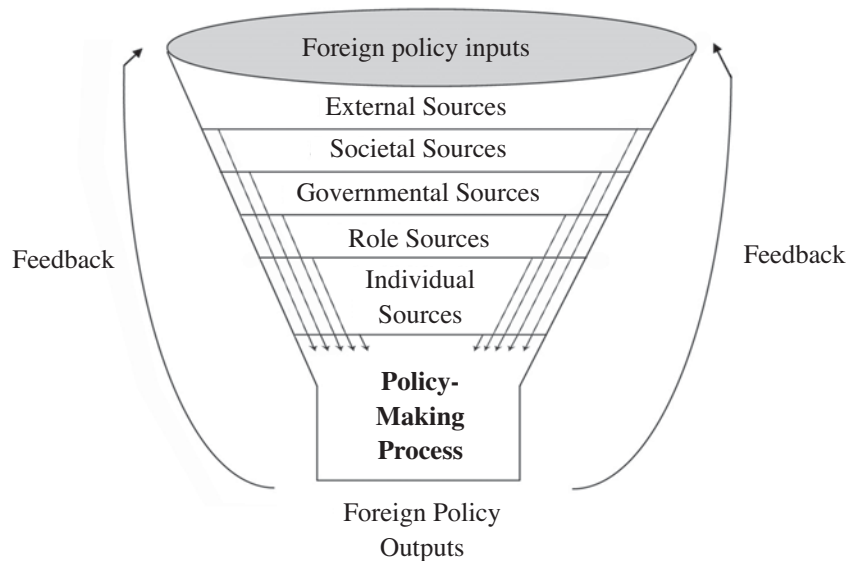 Foreign policy inputs
External Sources
Societal Sources
Governmental Sources
Role Sources
Feedback
Feedback
Individual
Sources
Policy-
Making
Process
Foreign Policy
Outputs